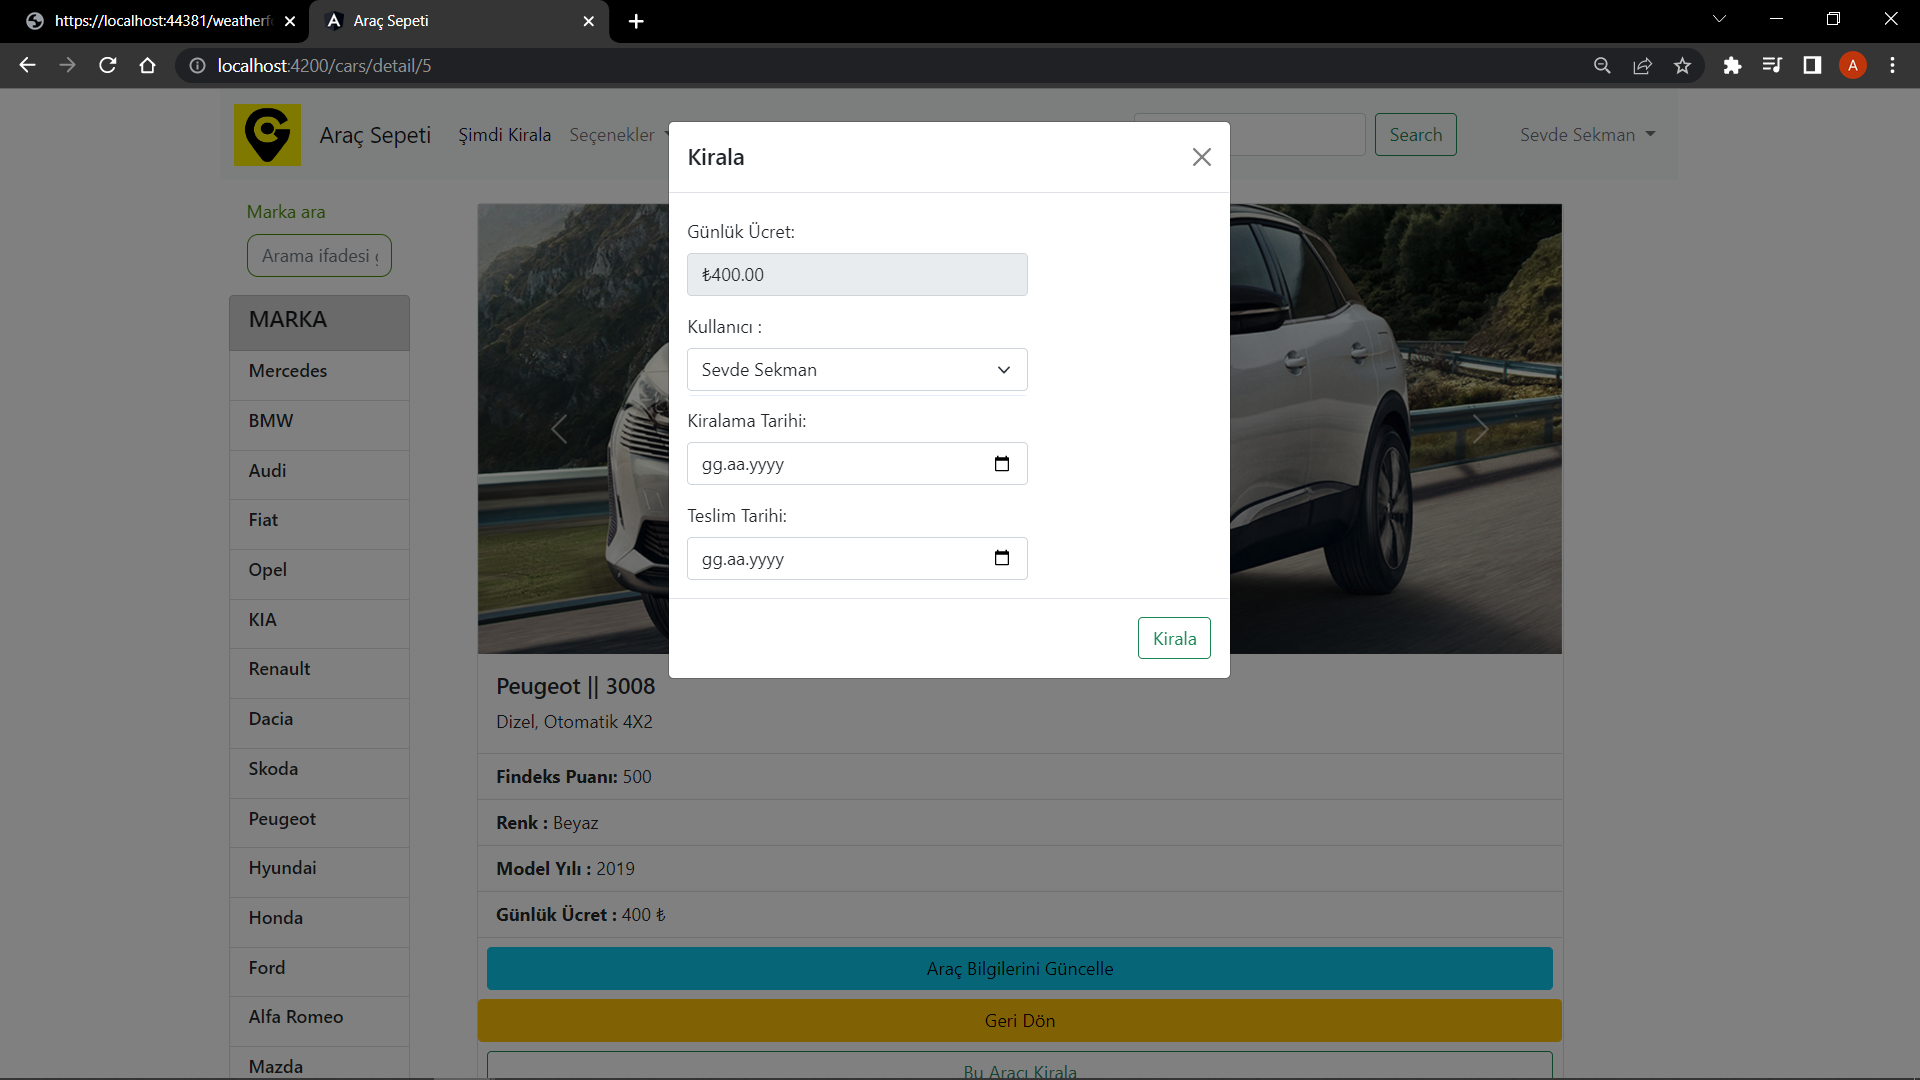 https://localhost:44381/weatherf
Araç Sepeti
localhost:4200/cars/detail/5
A
Araç Sepeti
Şimdi Kirala
Seçenekler
Search
Sevde Sekman
Marka ara
Arama ifadesi g
MARKA
Mercedes
BMW
Audi
Fiat
Opel
KIA
Renault
Dacia
Skoda
Peugeot
Hyundai
Honda
Ford
Alfa Romeo
Mazda
Kirala
Günlük Ücret:
₺400.00
Kullanıcı :
Sevde Sekman
Kiralama Tarihi:
gg.aa.yyyy
Teslim Tarihi:
gg.aa.yyyy
Kirala
Peugeot || 3008
Dizel, Otomatik 4X2
Findeks Puanı: 500
Renk : Beyaz
Model Yılı : 2019
Günlük Ücret : 400 ₺
Araç Bilgilerini Güncelle
Geri Dön
Bu Aracı Kirala